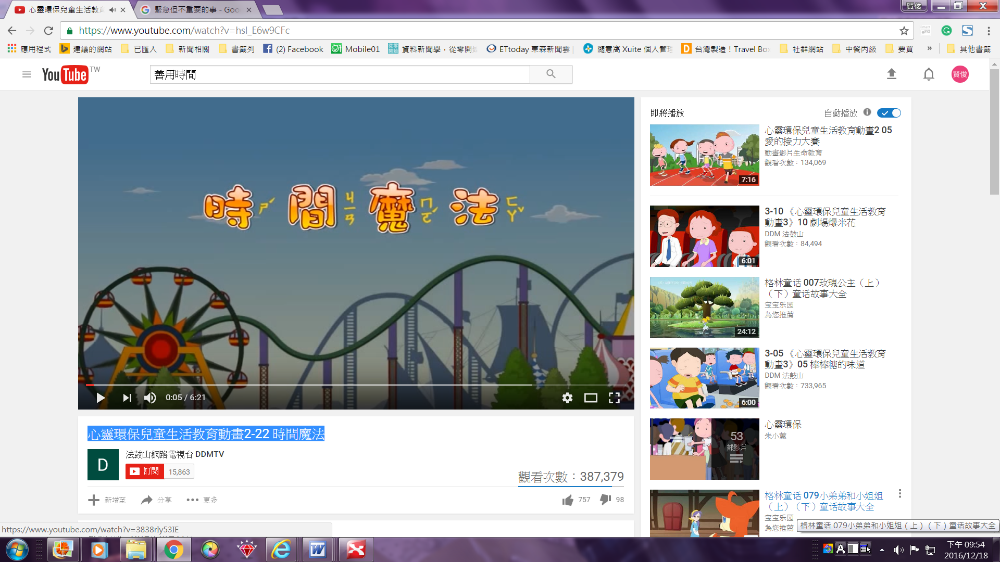 心靈環保兒童生活教育
緊急但不重要的事 - Goo
賢俊
https://www.youtube.com/watch?v=hsl_E6w9CFc
應用程式
建議的網站
已匯入
新聞相關
書籤列
(2) Facebook
Mobile01
資料新聞學,從零開始
ETtoday 東森新聞雲
隨意窩 Xuite 個人管理
台灣製造!Travel Box
社群網站
中餐丙級
要買
»
其他書籤
YouTube TW
善用時間
賢俊
時ㄕˊ間ㄐㄧㄢ魔ㄇㄛˊ法ㄈㄚˇ
0:05 / 6:21
心靈環保兒童生活教育動畫2-22 時間魔法
D
法鼓山網路電視台 DDMTV
訂閱 15,863
觀看次數:387,379
新增至
分享
更多
757
98
即將播放
自動播放
7:16
心靈環保兒童生活教育動畫2 05
愛的接力大賽
動畫影片生命教育
觀看次數:134,069
6:01
3-10 《心靈環保兒童生活教育
動畫3》10 劇場爆米花
DDM 法鼓山
觀看次數:84,494
24:12
格林童话 007玫瑰公主(上)
(下)童话故事大全
宝宝乐园
為您推薦
6:00
3-05 《心靈環保兒童生活教育
動畫3》05 棒棒糖的味道
DDM 法鼓山
觀看次數:733,965
53
部影片
心靈環保
朱小蕙
格林童话 079小弟弟和小姐姐
(上)(下)童话故事大全
宝宝乐园
為您推薦
格林童话 079小弟弟和小姐姐(上)(下)童话故事大全
https://www.youtube.com/watch?v=3838rIy53IE
A
下午 09:54
2016/12/18